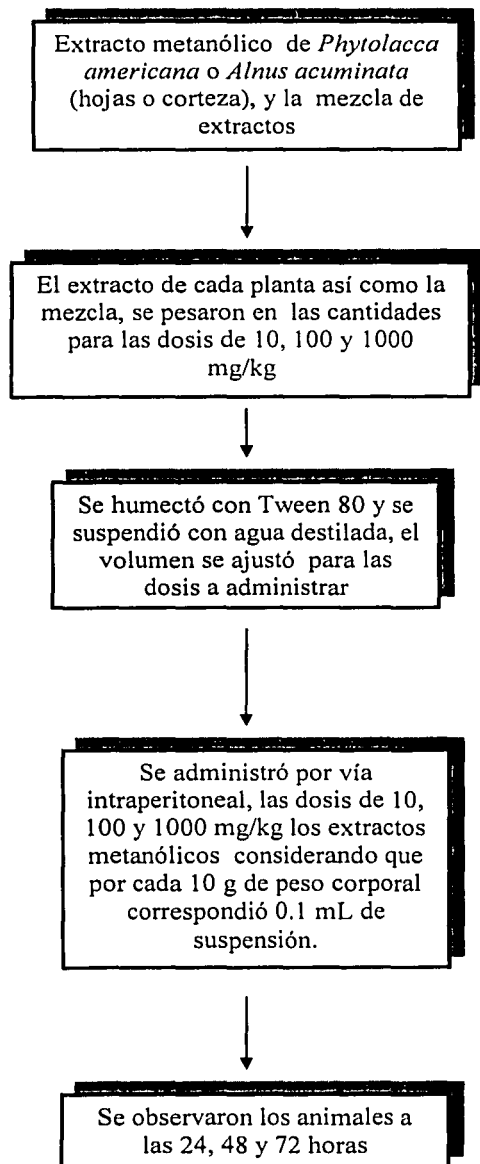 Extracto metanólico de Phytolacca
americana o Alnus acuminata
(hojas o corteza), y la mezcla de
extractos
El extracto de cada planta así como la
mezcla, se pesaron en las cantidades
para las dosis de 10, 100 y 1000
mg/kg
Se humectó con Tween 80 y se
suspendió con agua destilada, el
volumen se ajustó para las
dosis a administrar
Se administró por vía
intraperitoneal, las dosis de 10,
100 y 1000 mg/kg los extractos
metanólicos considerando que
por cada 10 g de peso corporal
correspondió 0.1 mL de
suspensión.
Se observaron los animales a
las 24, 48 y 72 horas